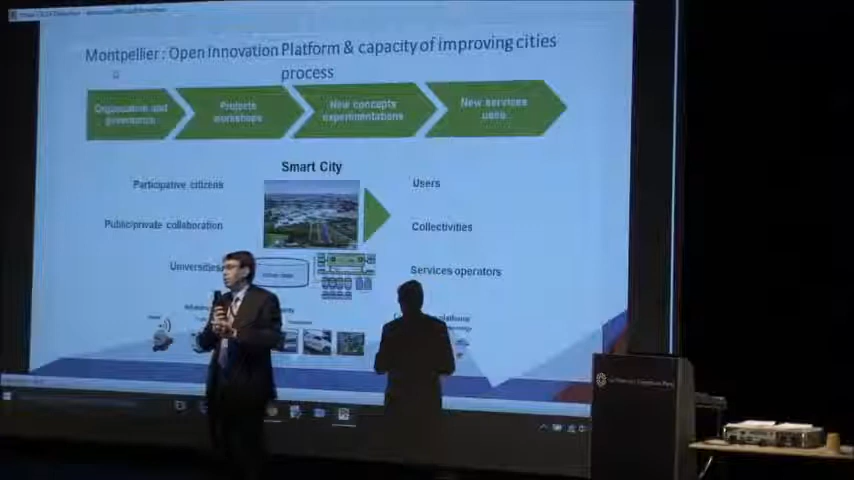 Montpellier : Open Innovation Platform & capacity of improving cities
process
Organisation and
governance
Projects
workshops
New concepts
experimentations
New services
uses
Smart City
Participative citizens
Users
Public/private collaboration
Collectivities
Universities
Services operators
platform